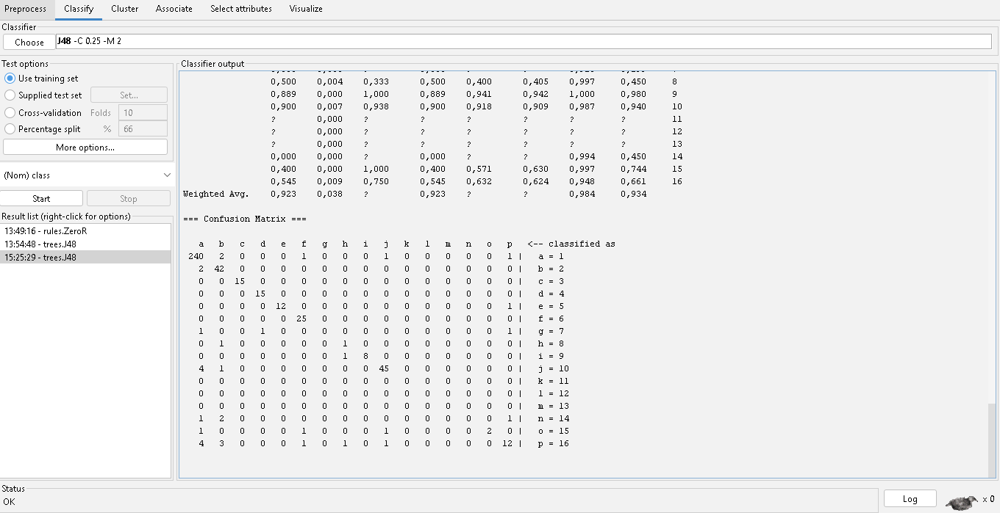 Preprocess Classify Cluster Associate Select attributes Visualize
Classifier
Choose J48 -C 0.25 -M 2
Test options
Use training set
Supplied test set Set...
Cross-validation Folds 10
Percentage split % 66
More options...
(Nom) class
Start Stop
Result list (right-click for options)
13:49:16 - rules.ZeroR
13:54:48 - trees.J48
15:25:29 - trees.J48
Classifier output
0,500 0,004 0,333 0,500 0,400 0,405 0,997 0,450 8
0,889 0,000 1,000 0,889 0,941 0,942 1,000 0,980 9
0,900 0,007 0,938 0,900 0,918 0,909 0,987 0,940 10
? 0,000 ? ? ? ? ? ? 11
? 0,000 ? ? ? ? ? ? 12
? 0,000 ? ? ? ? ? ? 13
0,000 0,000 ? 0,000 ? ? 0,994 0,450 14
0,400 0,000 1,000 0,400 0,571 0,630 0,997 0,744 15
0,545 0,009 0,750 0,545 0,632 0,624 0,948 0,661 16
Weighted Avg. 0,923 0,038 ? 0,923 ? ? 0,984 0,934
=== Confusion Matrix ===
a b c d e f g h i j k l m n o p <-- classified as
240 2 0 0 0 1 0 0 0 1 0 0 0 0 0 1 | a = 1
2 42 0 0 0 0 0 0 0 0 0 0 0 0 0 0 | b = 2
0 0 15 0 0 0 0 0 0 0 0 0 0 0 0 0 | c = 3
0 0 0 15 0 0 0 0 0 0 0 0 0 0 0 0 | d = 4
0 0 0 0 12 0 0 0 0 0 0 0 0 0 0 1 | e = 5
0 0 0 0 0 25 0 0 0 0 0 0 0 0 0 0 | f = 6
1 0 0 1 0 0 0 0 0 0 0 0 0 0 0 1 | g = 7
0 1 0 0 0 0 0 1 0 0 0 0 0 0 0 0 | h = 8
0 0 0 0 0 0 0 1 8 0 0 0 0 0 0 0 | i = 9
4 1 0 0 0 0 0 0 0 45 0 0 0 0 0 0 | j = 10
0 0 0 0 0 0 0 0 0 0 0 0 0 0 0 0 | k = 11
0 0 0 0 0 0 0 0 0 0 0 0 0 0 0 0 | l = 12
0 0 0 0 0 0 0 0 0 0 0 0 0 0 0 0 | m = 13
1 2 0 0 0 0 0 0 0 0 0 0 0 0 0 1 | n = 14
1 0 0 0 0 1 0 0 0 1 0 0 0 0 2 0 | o = 15
4 3 0 0 0 1 0 1 0 1 0 0 0 0 0 12 | p = 16
Status
OK
Log x 0